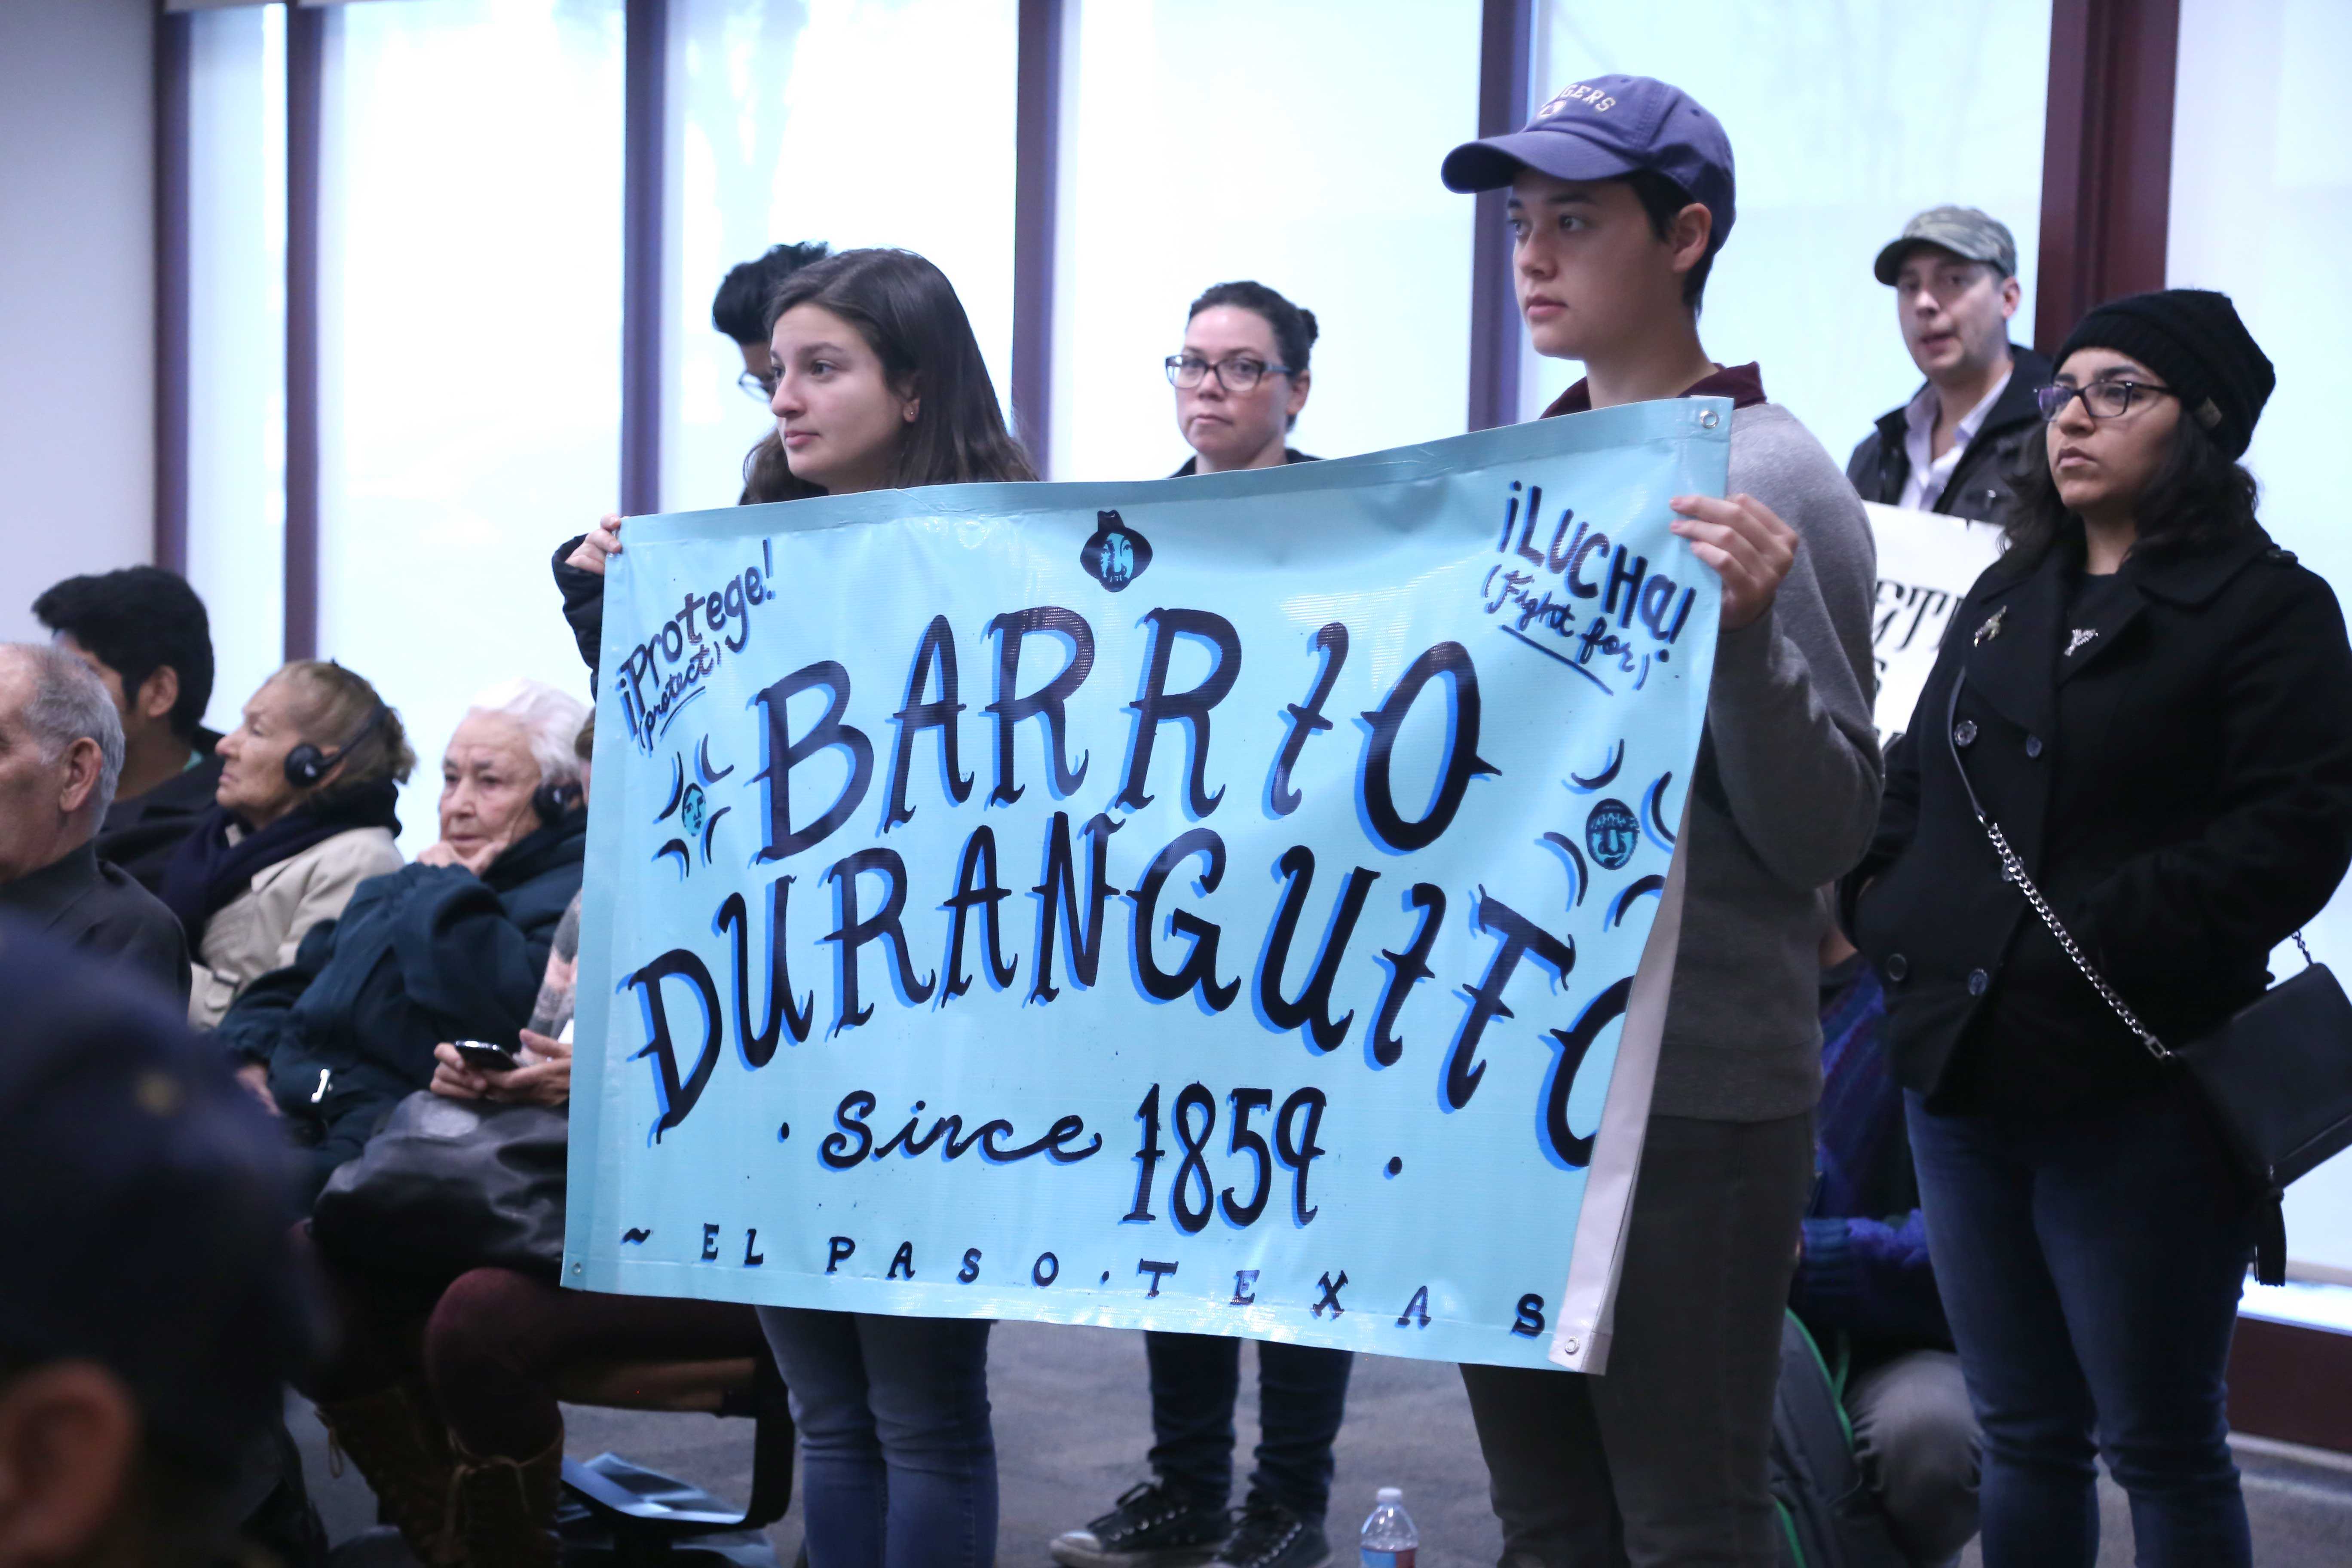 ¡Protege!
(protect)
¡LUCHa!
(Fight for)
BARRIO
DURANGUITO
· Since 1859 ·
~ EL PASO · TEXAS